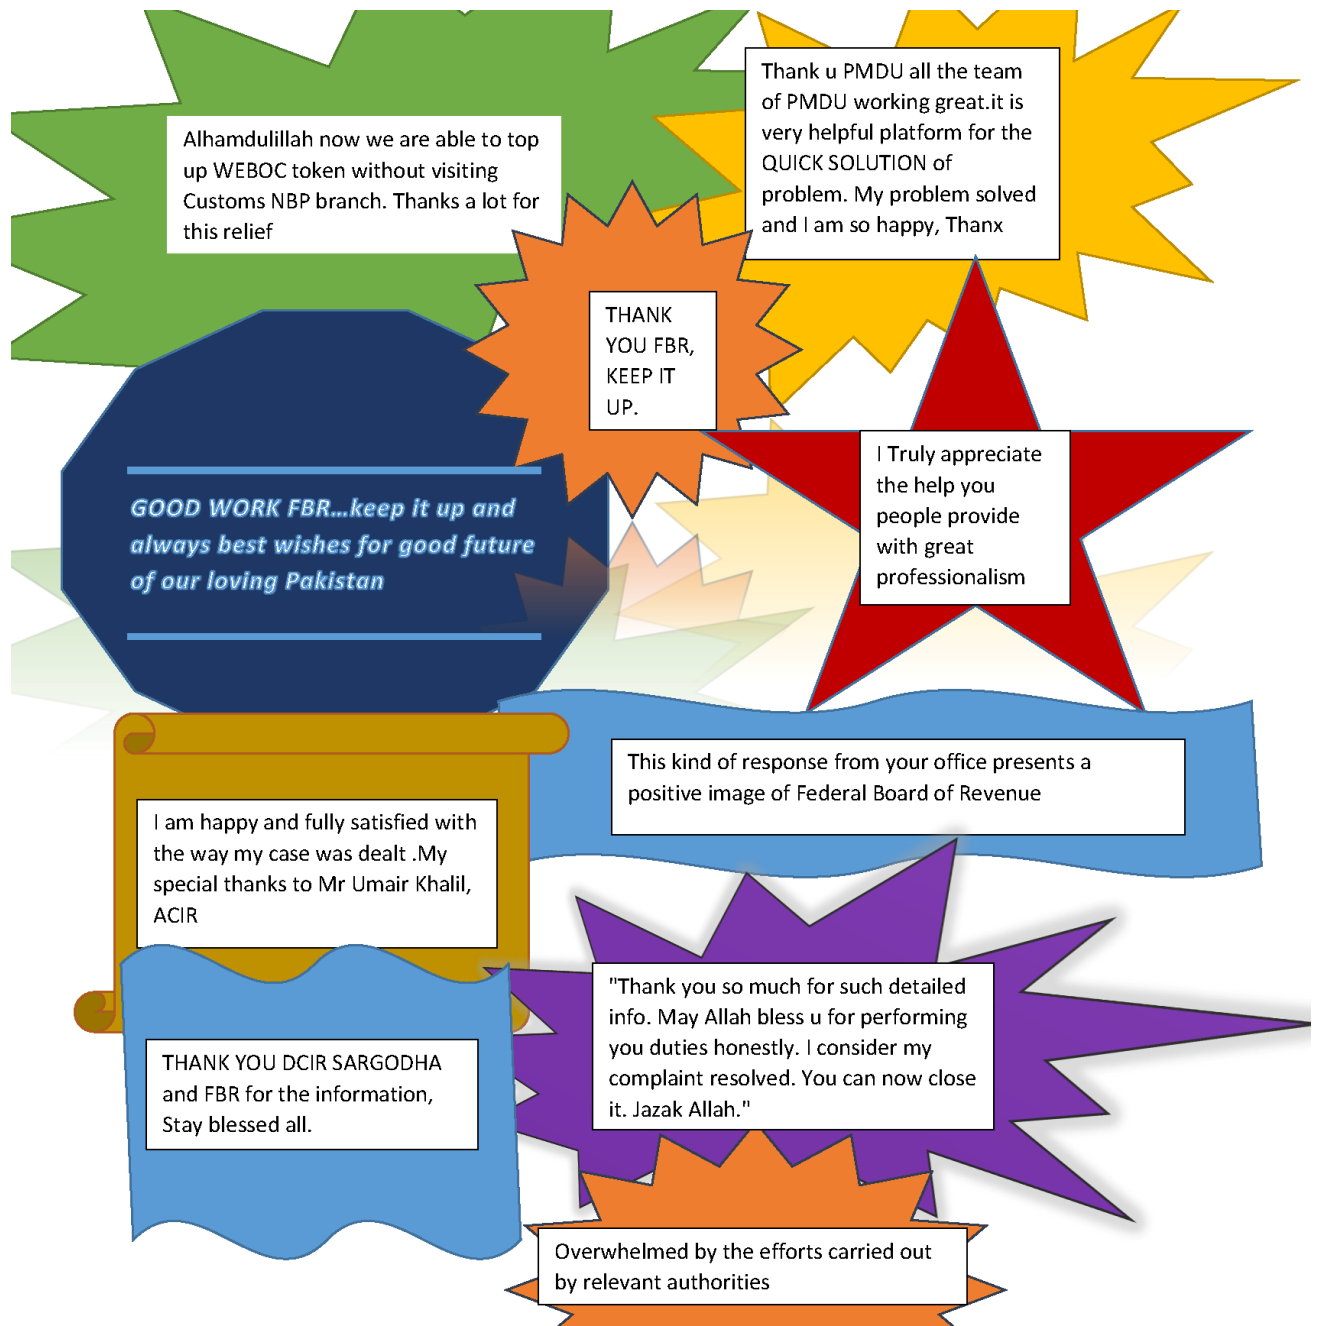 Alhamdulillah now we are able to top
up WEBOC token without visiting
Customs NBP branch. Thanks a lot for
this relief
Thank u PMDU all the team
of PMDU working great.it is
very helpful platform for the
QUICK SOLUTION of
problem. My problem solved
and I am so happy, Thanx
THANK
YOU FBR,
KEEP IT
UP.
GOOD WORK FBR...keep it up and
always best wishes for good future
of our loving Pakistan
I Truly appreciate
the help you
people provide
with great
professionalism
This kind of response from your office presents a
positive image of Federal Board of Revenue
I am happy and fully satisfied with
the way my case was dealt .My
special thanks to Mr Umair Khalil,
ACIR
"Thank you so much for such detailed
info. May Allah bless u for performing
you duties honestly. I consider my
complaint resolved. You can now close
it. Jazak Allah."
THANK YOU DCIR SARGODHA
and FBR for the information,
Stay blessed all.
Overwhelmed by the efforts carried out
by relevant authorities